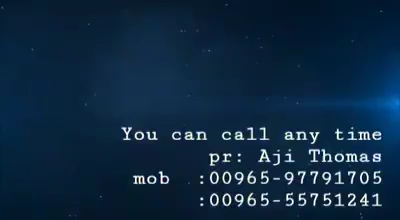 You can call any time
pr: Aji Thomas
mob :00965-97791705
:00965-55751241